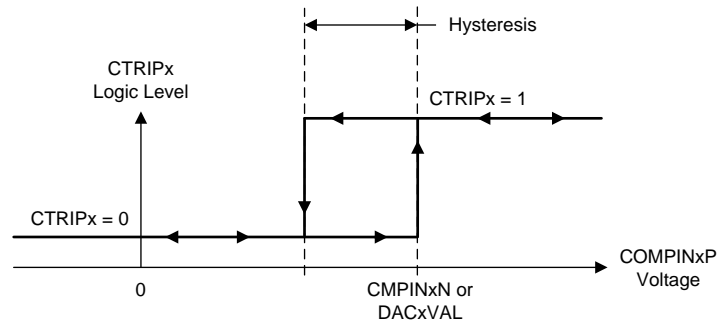 Hysteresis
CTRIPx
Logic Level
CTRIPx = 1
CTRIPx = 0
COMPINxP
Voltage
0
CMPINxN or
DACxVAL